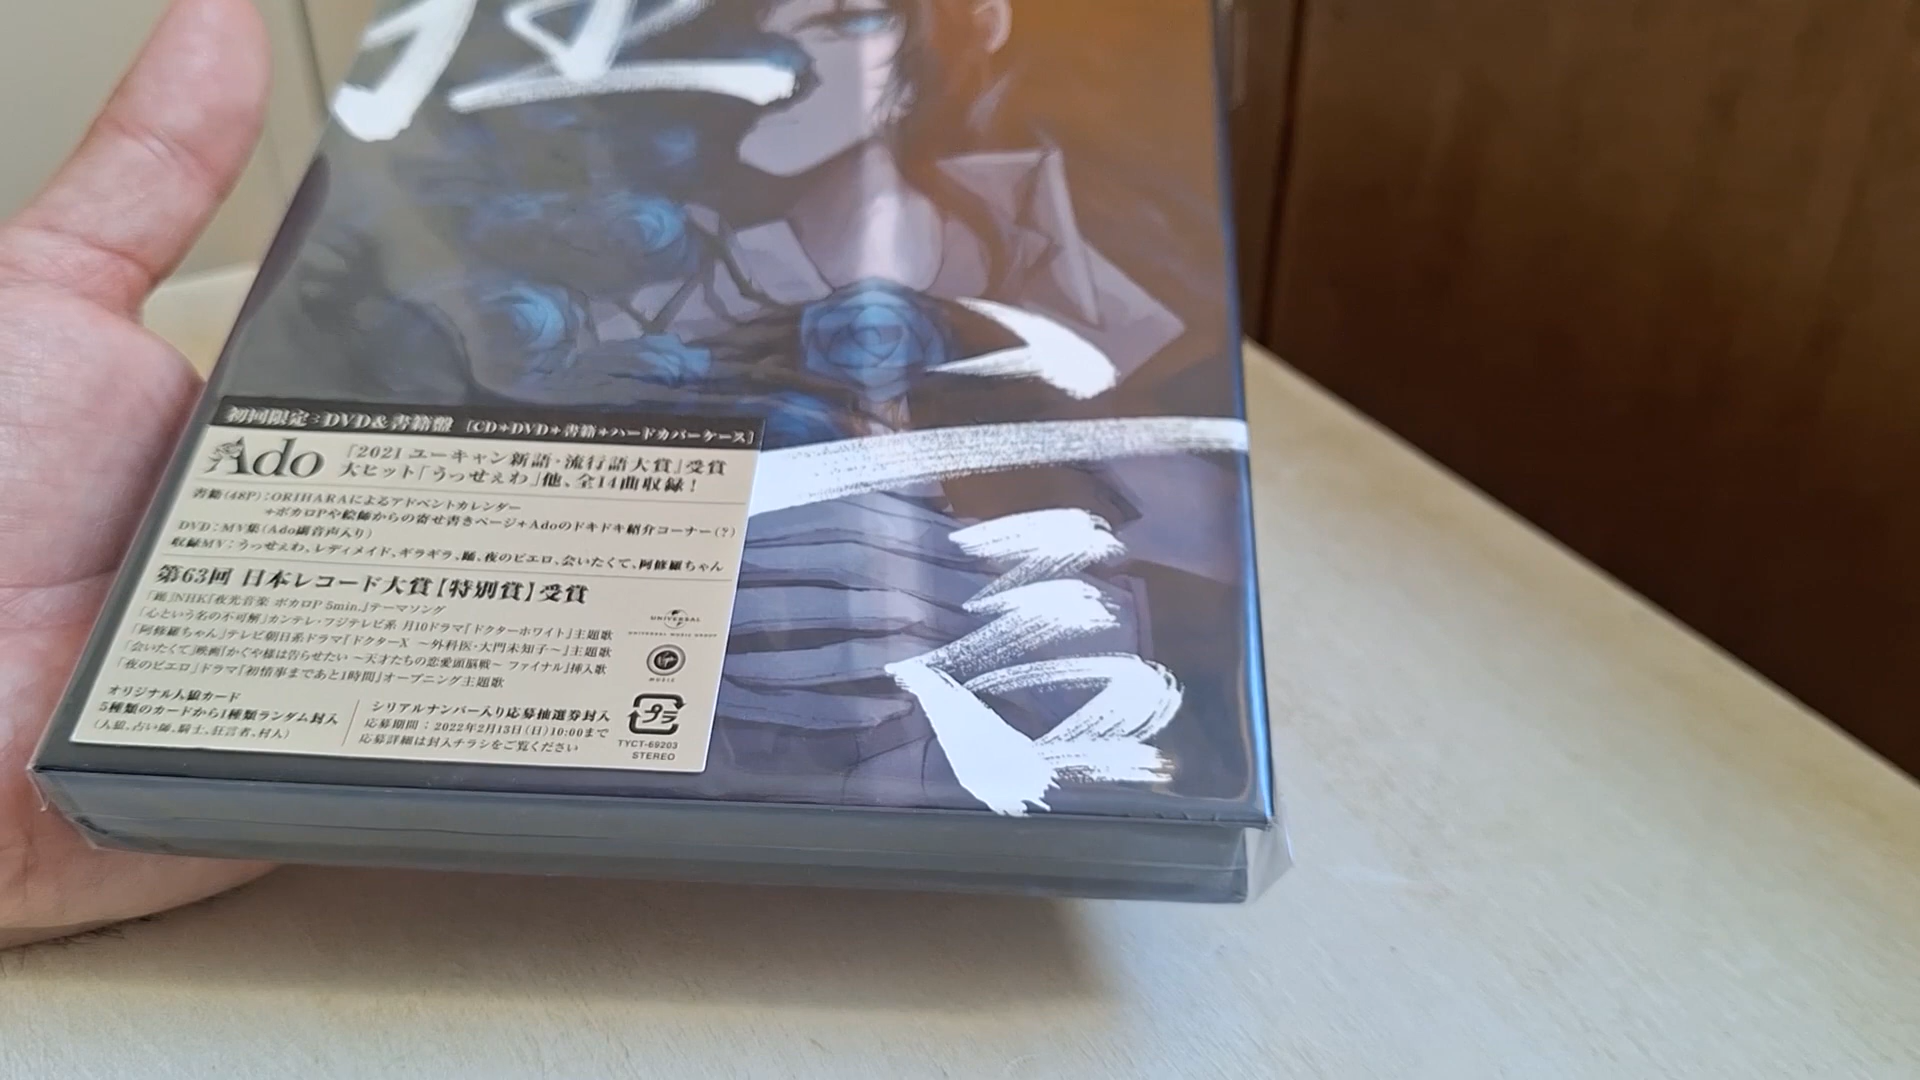 狂言
初回限定:DVD&書籍盤 [CD+DVD+書籍+ハードカバーケース]
Ado
「2021 ユーキャン新語・流行語大賞」受賞
大ヒット「うっせぇわ」他、全14曲収録!
書籍(48P):ORIHARAによるアドベントカレンダー
+ボカロPや絵師からの寄せ書きページ+Adoのドキドキ紹介コーナー(?)
DVD:MV集(Ado副音声入り)
収録MV:うっせぇわ、レディメイド、ギラギラ、踊、夜のピエロ、会いたくて、阿修羅ちゃん
第63回 日本レコード大賞【特別賞】受賞
「踊」NHK『夜光音楽 ボカロP 5min.』テーマソング
「心という名の不可解」カンテレ・フジテレビ系 月10ドラマ『ドクターホワイト』主題歌
「阿修羅ちゃん」テレビ朝日系ドラマ『ドクターX ～外科医・大門未知子～』主題歌
「会いたくて」映画『かぐや様は告らせたい ～天才たちの恋愛頭脳戦～ ファイナル』挿入歌
「夜のピエロ」ドラマ『初情事まであと1時間』オープニング主題歌
オリジナル人狼カード
5種類のカードから1種類ランダム封入
(人狼、占い師、騎士、狂言者、村人)
シリアルナンバー入り応募抽選券封入
応募期間:2022年2月13日(日)10:00まで
応募詳細は封入チラシをご覧ください
UNIVERSAL
UNIVERSAL MUSIC GROUP
MUSIC
プラ
TYCT-69203
STEREO